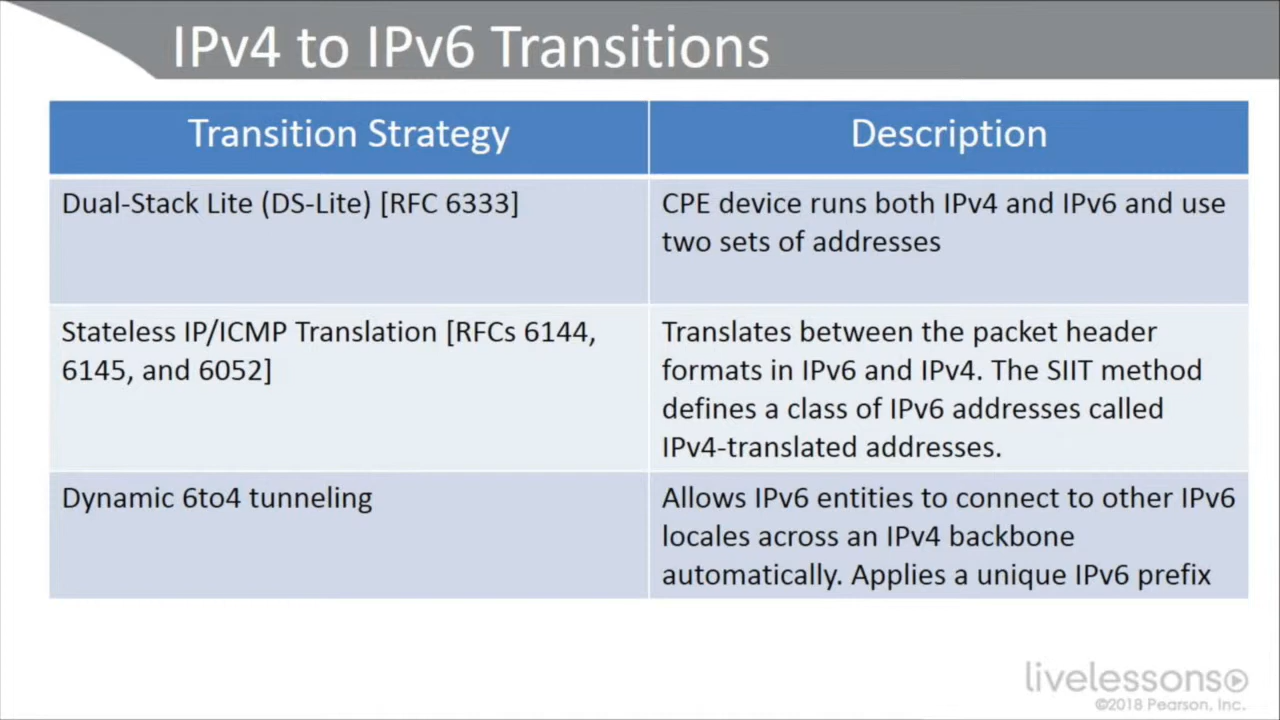 IPv4 to IPv6 Transitions
Transition Strategy
Description
Dual-Stack Lite (DS-Lite) [RFC 6333]
CPE device runs both IPv4 and IPv6 and use
two sets of addresses
Stateless IP/ICMP Translation [RFCs 6144,
6145, and 6052]
Translates between the packet header
formats in IPv6 and IPv4. The SIIT method
defines a class of IPv6 addresses called
IPv4-translated addresses.
Dynamic 6to4 tunneling
Allows IPv6 entities to connect to other IPv6
locales across an IPv4 backbone
automatically. Applies a unique IPv6 prefix
livelessons
©2018 Pearson, Inc.